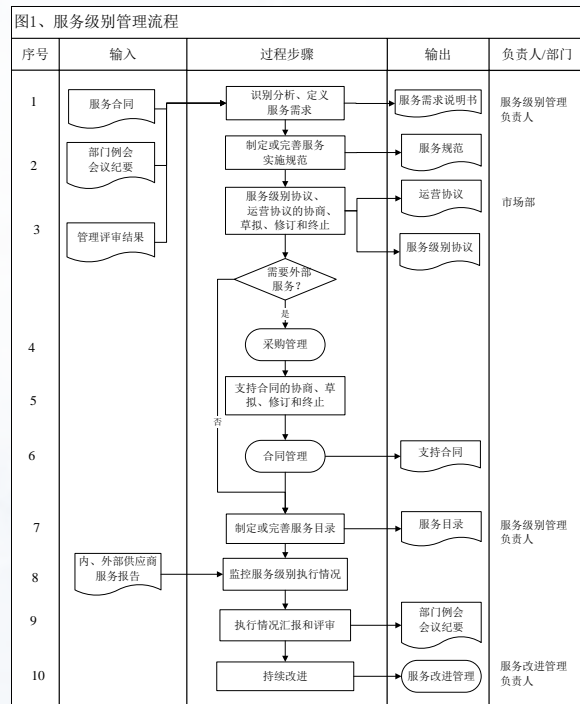 图1、服务级别管理流程
序号
输入
过程步骤
输出
负责人/部门
1
服务合同
识别分析、定义
服务需求
服务需求说明书
服务级别管理
负责人
2
部门例会
会议纪要
制定或完善服务
实施规范
服务规范
3
管理评审结果
服务级别协议、
运营协议的协商、
草拟、修订和终止
运营协议
服务级别协议
市场部
需要外部
服务？
是
否
4
采购管理
5
支持合同的协商、草
拟、修订和终止
6
合同管理
支持合同
7
制定或完善服务目录
服务目录
服务级别管理
负责人
8
内、外部供应商
服务报告
监控服务级别执行情况
9
执行情况汇报和评审
部门例会
会议纪要
10
持续改进
服务改进管理
服务改进管理
负责人